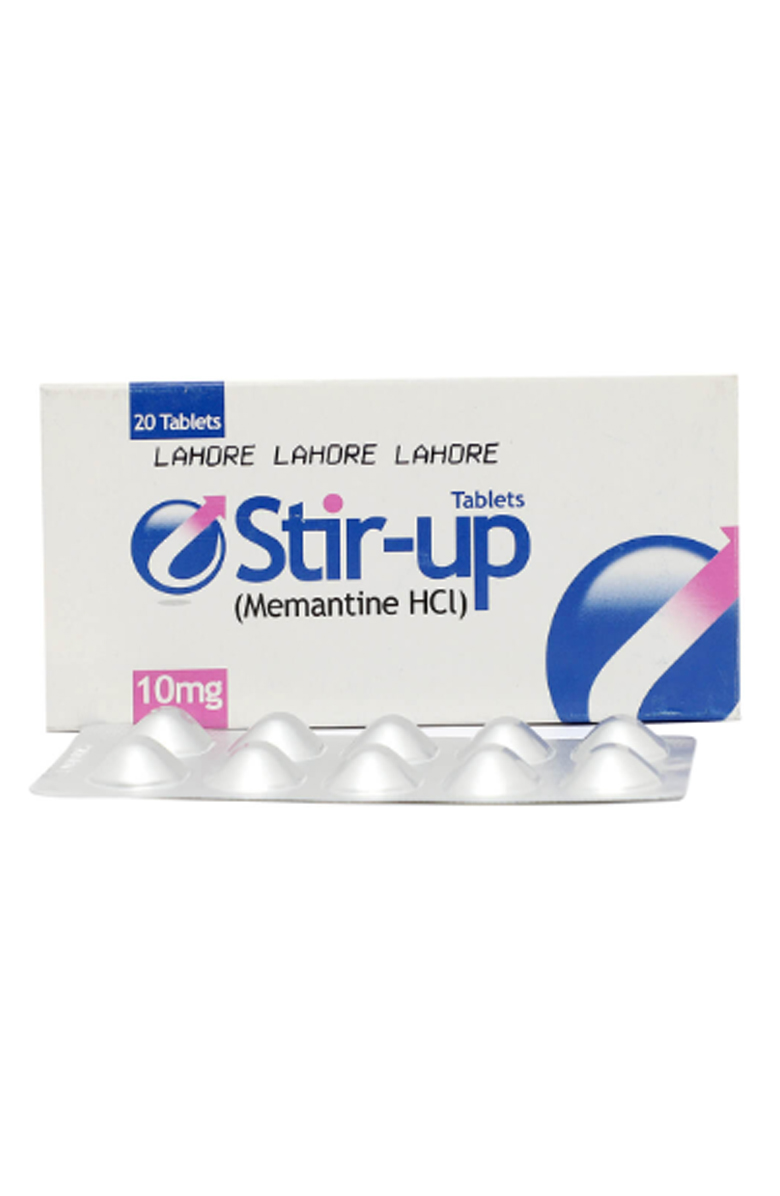 20 Tablets
LAHORE LAHORE LAHORE
Tablets
Stir-up
(Memantine HCl)
10mg